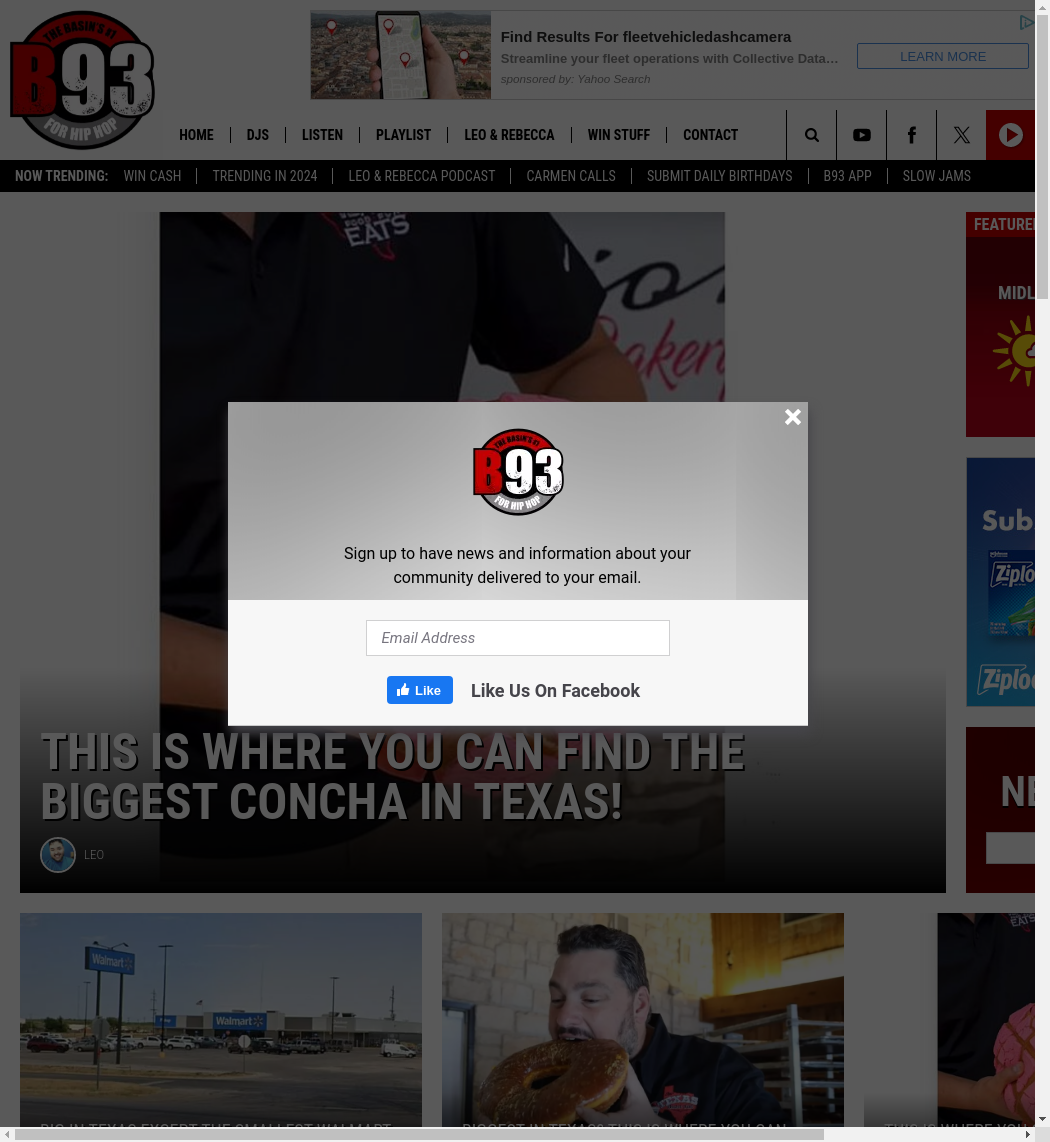 THE BASIN'S #1
B93
FOR HIP HOP
Find Results For fleetvehicledashcamera
Streamline your fleet operations with Collective Data…
sponsored by: Yahoo Search
LEARN MORE
HOME
DJS
LISTEN
PLAYLIST
LEO & REBECCA
WIN STUFF
CONTACT
NOW TRENDING:
WIN CASH
TRENDING IN 2024
LEO & REBECCA PODCAST
CARMEN CALLS
SUBMIT DAILY BIRTHDAYS
B93 APP
SLOW JAMS
EATS
Bakery
FEATURE
MIDL
Sub
Ziplo
Ziploc
THE BASIN'S #1
B93
FOR HIP HOP
Sign up to have news and information about your
community delivered to your email.
Email Address
Like
Like Us On Facebook
THIS IS WHERE YOU CAN FIND THE
BIGGEST CONCHA IN TEXAS!
LEO
NE
Walmart
Walmart
TEXAS
EATS
BIG IN TEXAS EXCEPT THE SMALLEST WALMART
BIGGEST IN TEXAS? THIS IS WHERE YOU CAN
THIS IS WHERE YOU